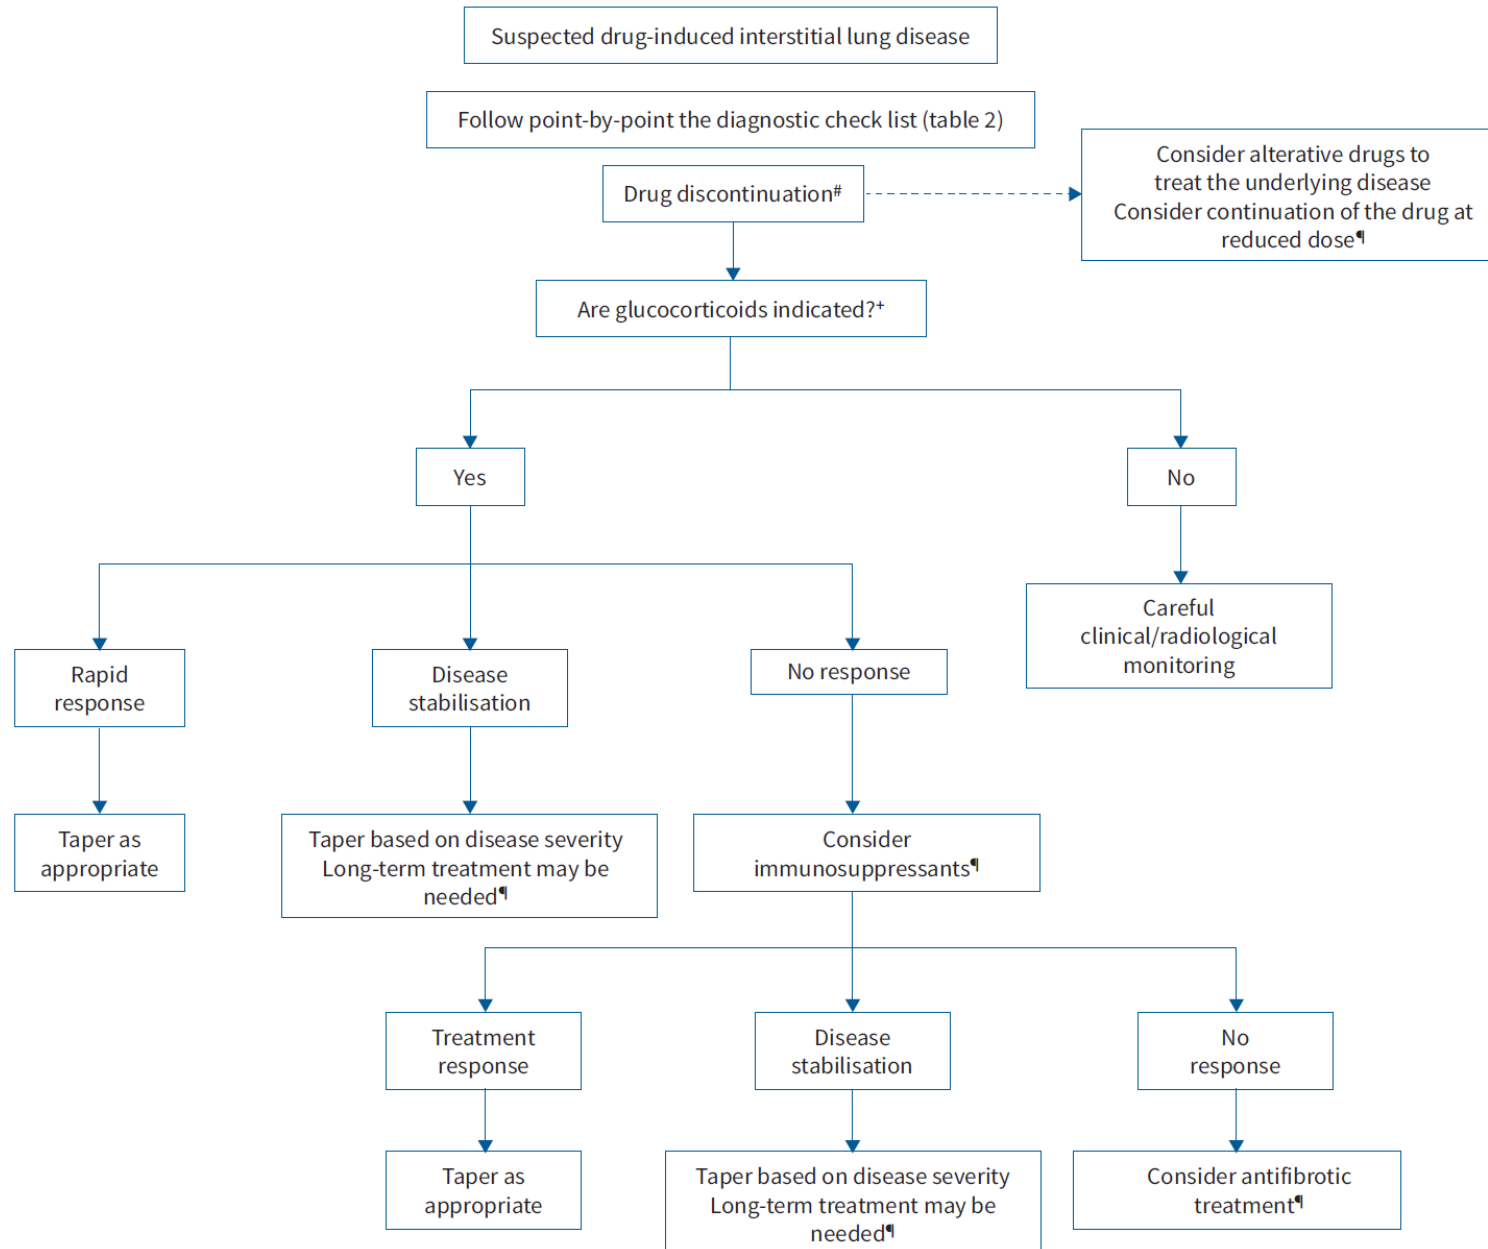 Suspected drug-induced interstitial lung disease
Follow point-by-point the diagnostic check list (table 2)
Drug discontinuation#
Consider alterative drugs to
treat the underlying disease
Consider continuation of the drug at
reduced dose¶
Are glucocorticoids indicated?+
Yes
No
Careful
clinical/radiological
monitoring
Rapid
response
Disease
stabilisation
No response
Taper as
appropriate
Taper based on disease severity
Long-term treatment may be
needed¶
Consider
immunosuppressants¶
Treatment
response
Disease
stabilisation
No
response
Taper as
appropriate
Taper based on disease severity
Long-term treatment may be
needed¶
Consider antifibrotic
treatment¶